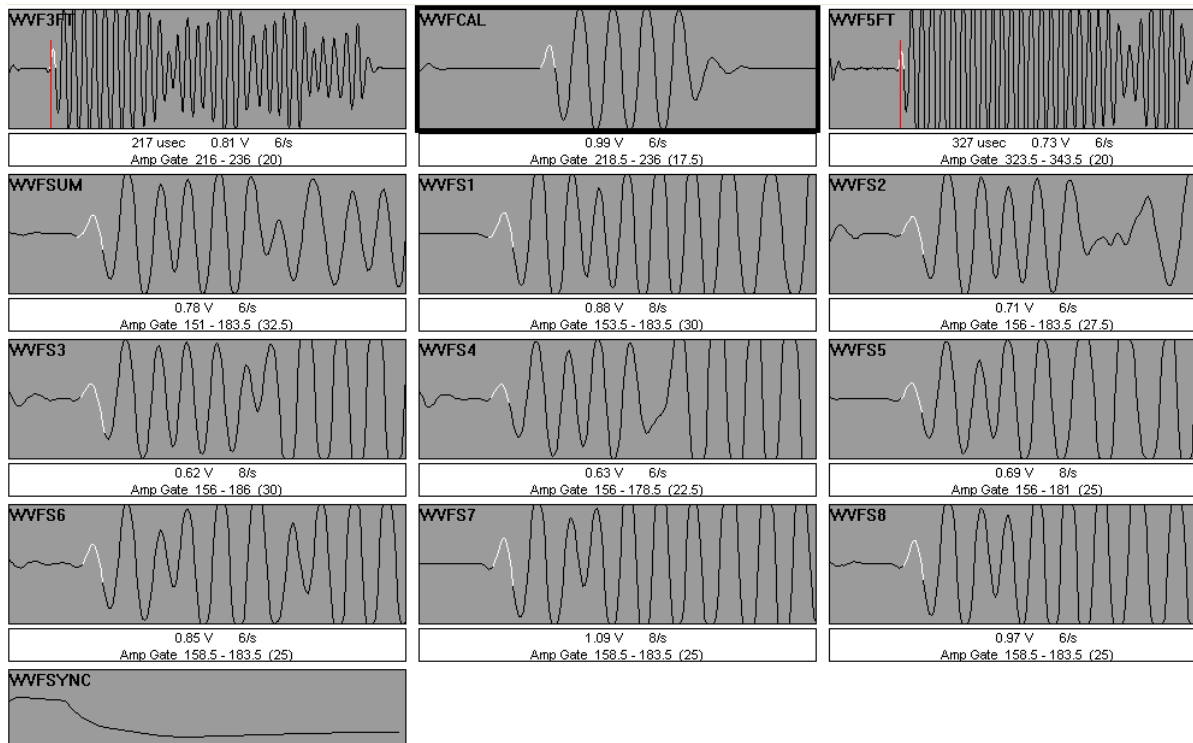 WVF3FT
217 usec 0.81 V 6/s
Amp Gate 216 - 236 (20)
WVFCAL
0.99 V 6/s
Amp Gate 218.5 - 236 (17.5)
WVF5FT
327 usec 0.73 V 6/s
Amp Gate 323.5 - 343.5 (20)
WVFSUM
0.78 V 6/s
Amp Gate 151 - 183.5 (32.5)
WVFS1
0.88 V 8/s
Amp Gate 153.5 - 183.5 (30)
WVFS2
0.71 V 6/s
Amp Gate 156 - 183.5 (27.5)
WVFS3
0.62 V 8/s
Amp Gate 156 - 186 (30)
WVFS4
0.63 V 6/s
Amp Gate 156 - 178.5 (22.5)
WVFS5
0.69 V 8/s
Amp Gate 156 - 181 (25)
WVFS6
0.85 V 6/s
Amp Gate 158.5 - 183.5 (25)
WVFS7
1.09 V 8/s
Amp Gate 158.5 - 183.5 (25)
WVFS8
0.97 V 6/s
Amp Gate 158.5 - 183.5 (25)
WVFSYNC